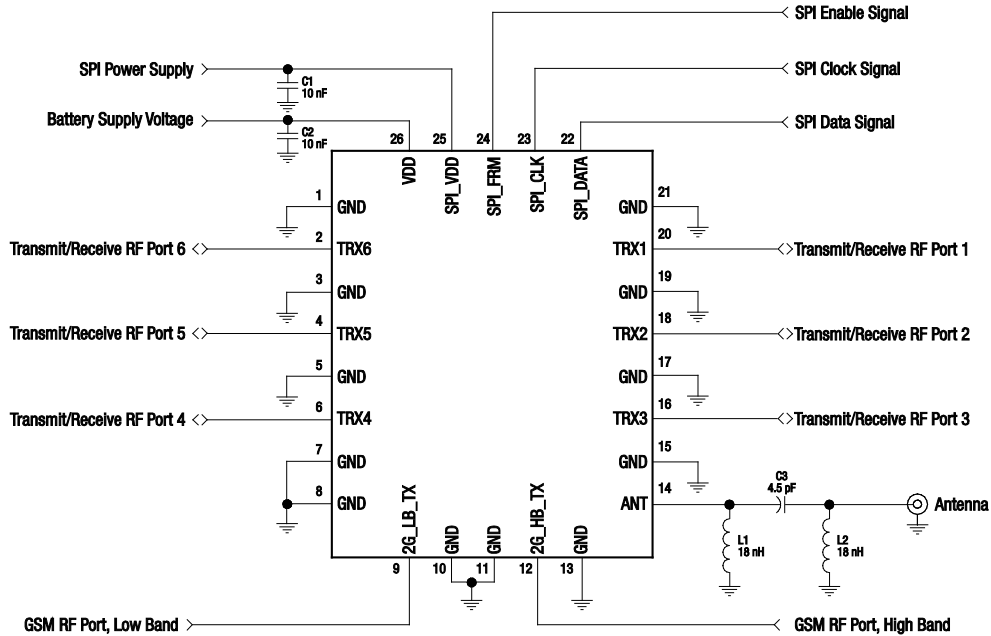 SPI Enable Signal
SPI Power Supply
SPI Clock Signal
C1
10 nF
Battery Supply Voltage
SPI Data Signal
C2
10 nF
26
25
24
23
22
VDD
SPI_VDD
SPI_FRM
SPI_CLK
SPI_DATA
1
GND
21
GND
2
Transmit/Receive RF Port 6
TRX6
20
TRX1
Transmit/Receive RF Port 1
3
GND
19
GND
4
Transmit/Receive RF Port 5
TRX5
18
TRX2
Transmit/Receive RF Port 2
5
GND
17
GND
6
Transmit/Receive RF Port 4
TRX4
16
TRX3
Transmit/Receive RF Port 3
7
GND
15
GND
8
GND
14
ANT
C3
4.5 pF
Antenna
L1
18 nH
L2
18 nH
2G_LB_TX
GND
GND
2G_HB_TX
GND
9
10
11
12
13
GSM RF Port, Low Band
GSM RF Port, High Band